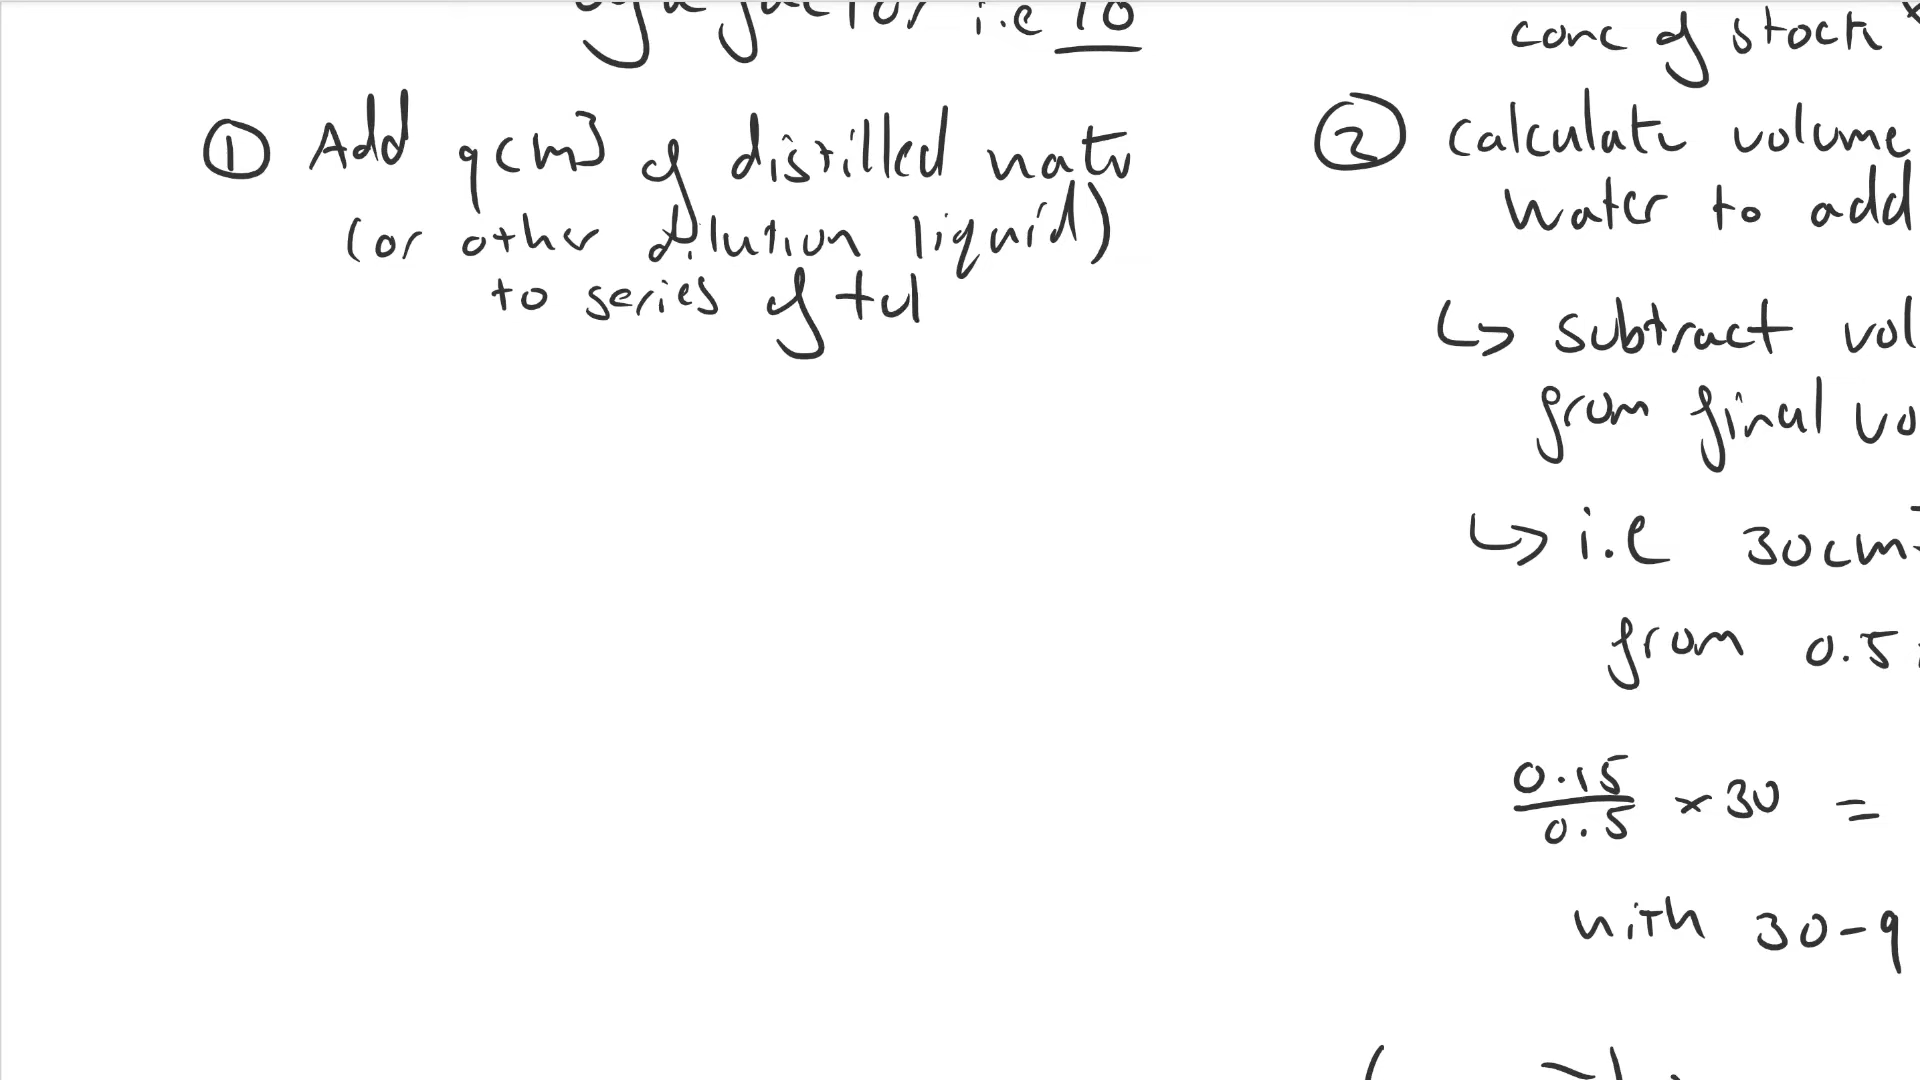 by a factor i.e 10
① Add 9cm3 of distilled water
(or other dilution liquid)
to series of tu
conc of stock
② calculate volume
water to add
↳ subtract vol
from final vo
↳ i.e 30cm
from 0.5
0.15
0.5
× 30 =
with 30-9